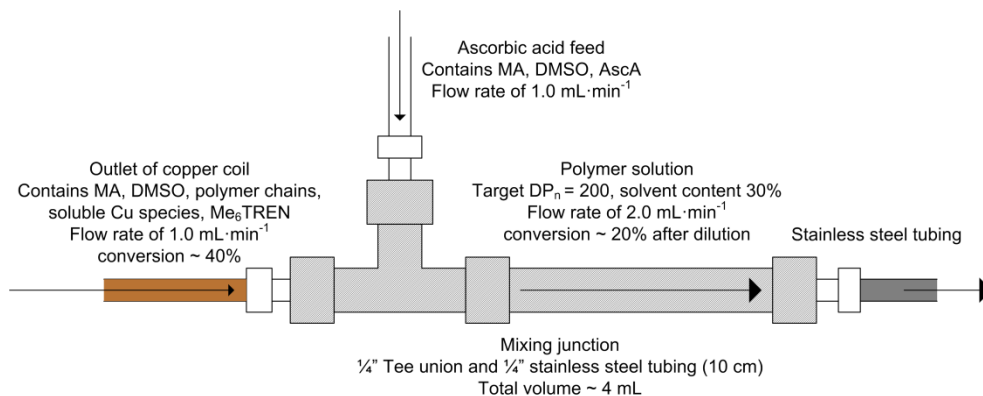 Ascorbic acid feed
Contains MA, DMSO, AscA
Flow rate of 1.0 mL·min⁻¹
Outlet of copper coil
Contains MA, DMSO, polymer chains,
soluble Cu species, Me₆TREN
Flow rate of 1.0 mL·min⁻¹
conversion ~ 40%
Polymer solution
Target DPₙ = 200, solvent content 30%
Flow rate of 2.0 mL·min⁻¹
conversion ~ 20% after dilution
Stainless steel tubing
Mixing junction
¼” Tee union and ¼” stainless steel tubing (10 cm)
Total volume ~ 4 mL